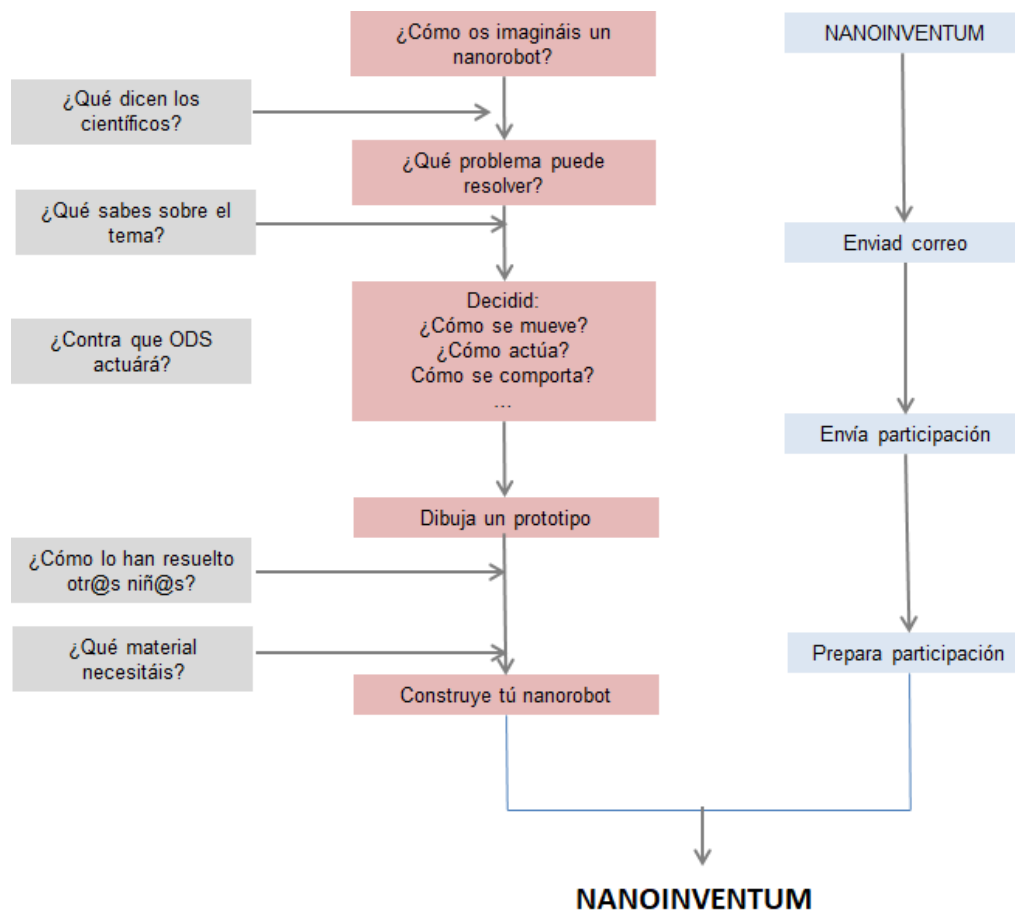 ¿Cómo os imagináis un
nanorobot?
NANOINVENTUM
¿Qué dicen los
científicos?
¿Qué problema puede
resolver?
¿Qué sabes sobre el
tema?
Enviad correo
Decidid:
¿Cómo se mueve?
¿Cómo actúa?
Cómo se comporta?
...
¿Contra que ODS
actuárá?
Envía participación
Dibuja un prototipo
¿Cómo lo han resuelto
otr@s niñ@s?
¿Qué material
necesitáis?
Prepara participación
Construye tú nanorobot
NANOINVENTUM